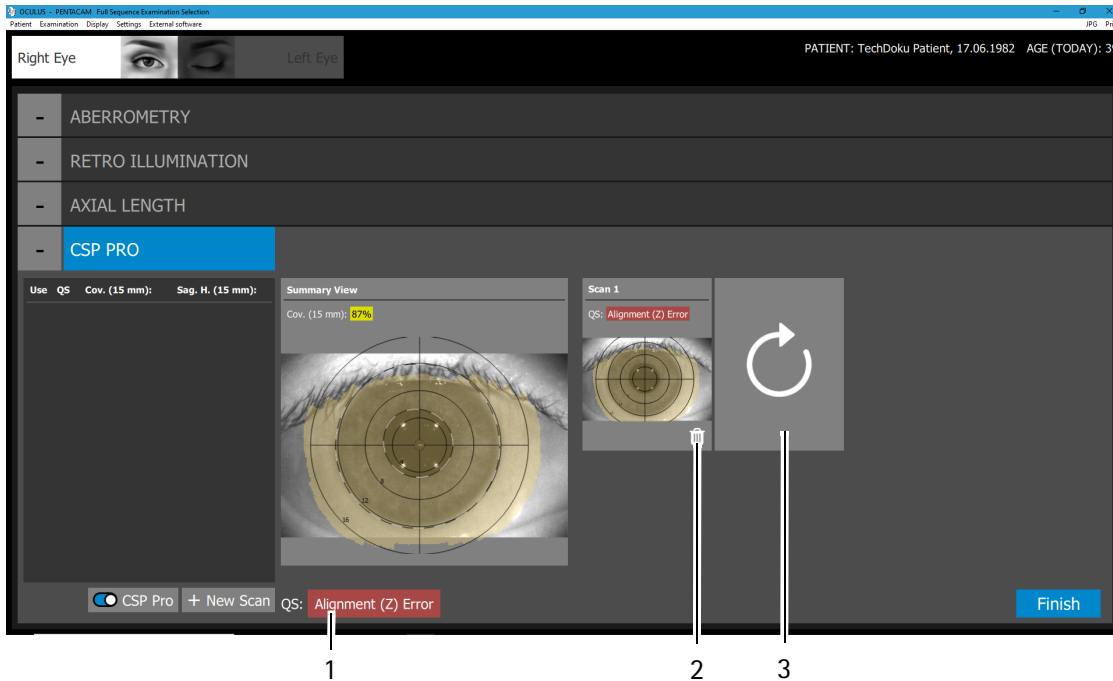 OCULUS - PENTACAM Full Sequence Examination Selection
Patient Examination Display Settings External software JPG Pri
Right Eye Left Eye PATIENT: TechDoku Patient, 17.06.1982 AGE (TODAY): 39
- ABERROMETRY
- RETRO ILLUMINATION
- AXIAL LENGTH
- CSP PRO
Use QS Cov. (15 mm): Sag. H. (15 mm):
Summary View
Cov. (15 mm): 87%
8
12
16
Scan 1
QS: Alignment (Z) Error
CSP Pro + New Scan QS: Alignment (Z) Error Finish
1 2 3